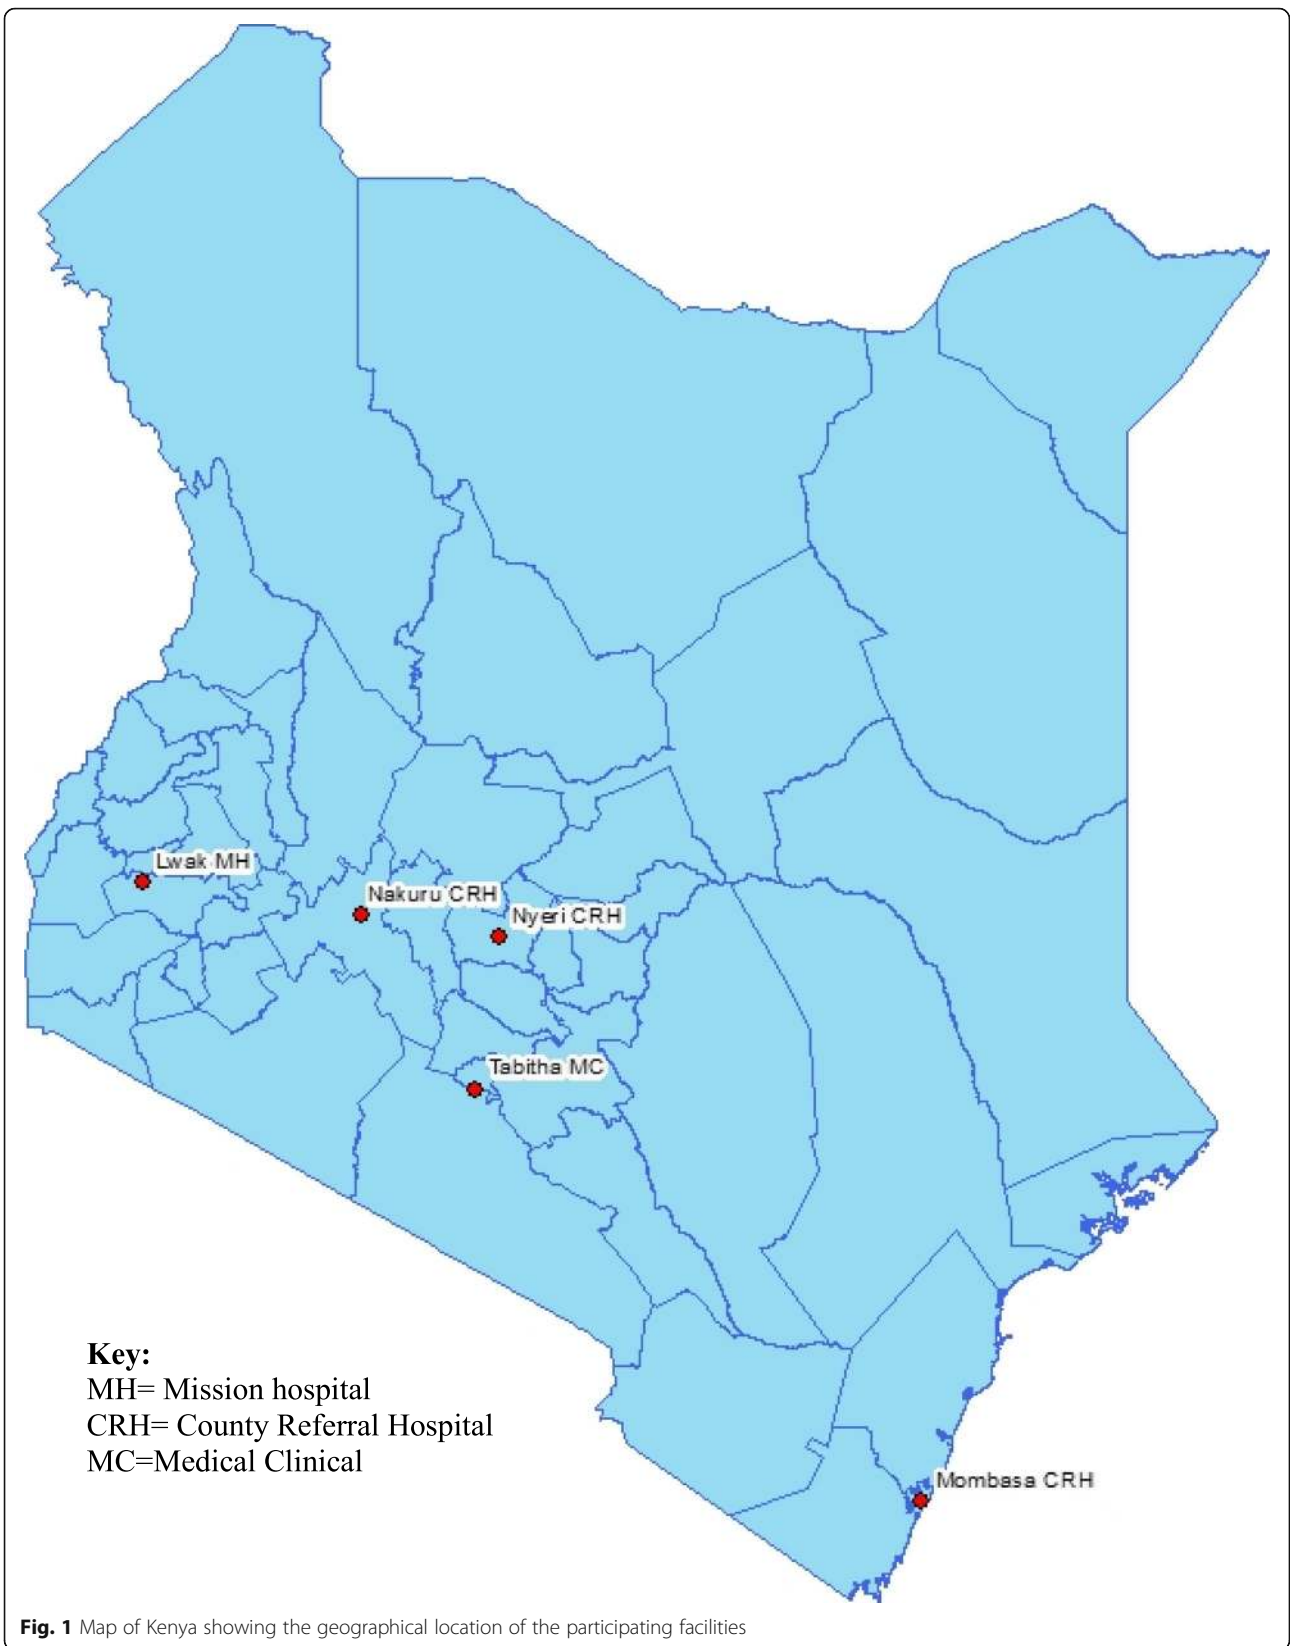 Lwak MH
Nakuru CRH
Nyeri CRH
Tabitha MC
Key:
MH= Mission hospital
CRH= County Referral Hospital
MC=Medical Clinical
Mombasa CRH
Fig. 1 Map of Kenya showing the geographical location of the participating facilities